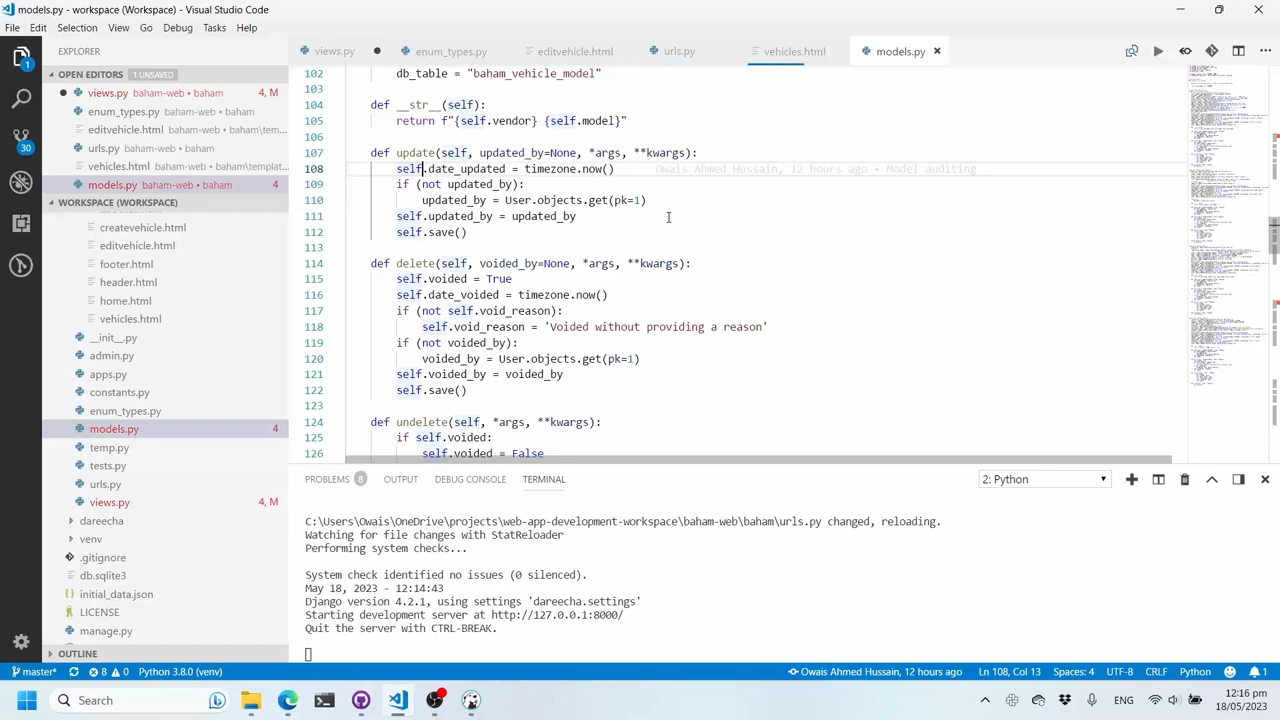 models.py - workspace (Workspace) - Visual Studio Code
File Edit Selection View Go Debug Tasks Help
EXPLORER
views.py
enum_types.py
editvehicle.html
urls.py
vehicles.html
models.py
OPEN EDITORS 1 UNSAVED
views.py baham-web • baham 4, M
enum_types.py baham-web • baham
editvehicle.html baham-web • baham\tem...
urls.py baham-web • baham
vehicles.html baham-web • baham\templat...
models.py baham-web • baham 4
WORKSPACE (WORKSPACE)
createvehicle.html
editvehicle.html
footer.html
header.html
home.html
vehicles.html
__init__.py
admin.py
apps.py
constants.py
enum_types.py
models.py 4
temp.py
tests.py
urls.py
views.py 4, M
dareecha
venv
.gitignore
db.sqlite3
initial_data.json
LICENSE
manage.py
OUTLINE
102 db_table = "baham_vehicle_model"
103
104 def __str__(self):
105 return f"{self.vendor} {self.model}"
106
107 def update(self, updated_by=None, *args, **kwargs):
108 self.date_updated = timezone.now() Ahmed Hussain, 12 hours ago • Model auditing
109 if (not updated_by):
110 updated_by = User.objects.get(pk=1)
111 self.updated_by = updated_by
112 self.save()
113
114 def delete(self, voided_by=None, *args, **kwargs):
115 self.voided = True
116 self.date_voided = timezone.now()
117 if (not self.void_reason):
118 self.void_reason = 'Voided without providing a reason'
119 if (not voided_by):
120 voided_by = User.objects.get(pk=1)
121 self.voided_by = voided_by
122 self.save()
123
124 def undelete(self, *args, **kwargs):
125 if self.voided:
126 self.voided = False
PROBLEMS 8 OUTPUT DEBUG CONSOLE TERMINAL 2: Python
C:\Users\Owais\OneDrive\projects\web-app-development-workspace\baham-web\baham\urls.py changed, reloading.
Watching for file changes with StatReloader
Performing system checks...
System check identified no issues (0 silenced).
May 18, 2023 - 12:14:43
Django version 4.2.1, using settings 'dareecha.settings'
Starting development server at http://127.0.0.1:8000/
Quit the server with CTRL-BREAK.
1
30
master* 8 0 Python 3.8.0 (venv) Owais Ahmed Hussain, 12 hours ago Ln 108, Col 13 Spaces: 4 UTF-8 CRLF Python 1
Search ENG 12:16 pm
18/05/2023